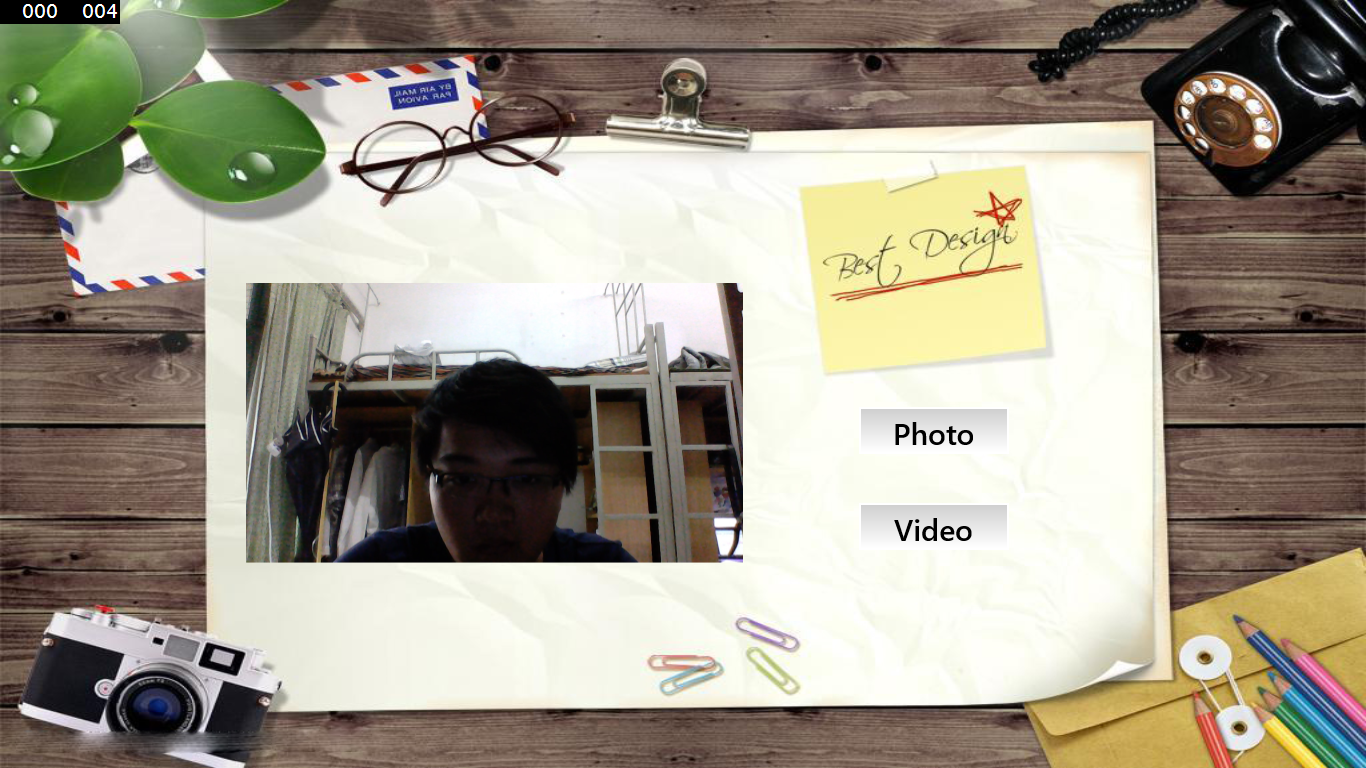 000 004
BY AIR MAIL
PAR AVION
Best Design
Photo
Video